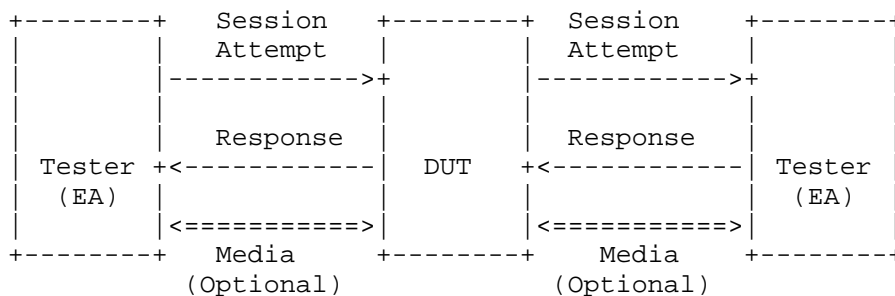 +--------+   Session   +--------+   Session   +--------+
|        |   Attempt   |        |   Attempt   |        |
|        |------------>+        |------------>+        |
|        |             |        |             |        |
|        |   Response  |        |   Response  |        |
| Tester +<------------|  DUT   +<------------| Tester |
|  (EA)  |             |        |             |  (EA)  |
|        |<===========>|        |<===========>|        |
+--------+    Media    +--------+    Media    +--------+
           (Optional)             (Optional)